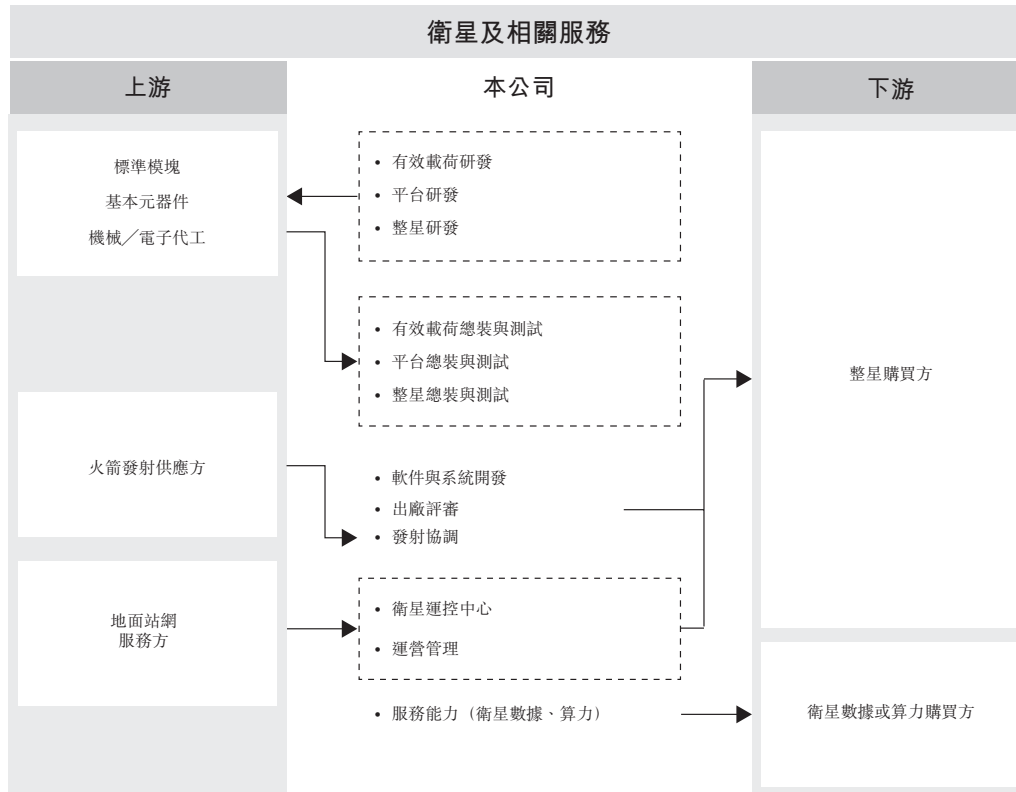 衛星及相關服務
上游
本公司
下游
標準模塊
基本元器件
機械／電子代工
• 有效載荷研發
• 平台研發
• 整星研發
• 有效載荷總裝與測試
• 平台總裝與測試
• 整星總裝與測試
整星購買方
火箭發射供應方
• 軟件與系統開發
• 出廠評審
• 發射協調
地面站網
服務方
• 衛星運控中心
• 運營管理
• 服務能力（衛星數據、算力）
衛星數據或算力購買方